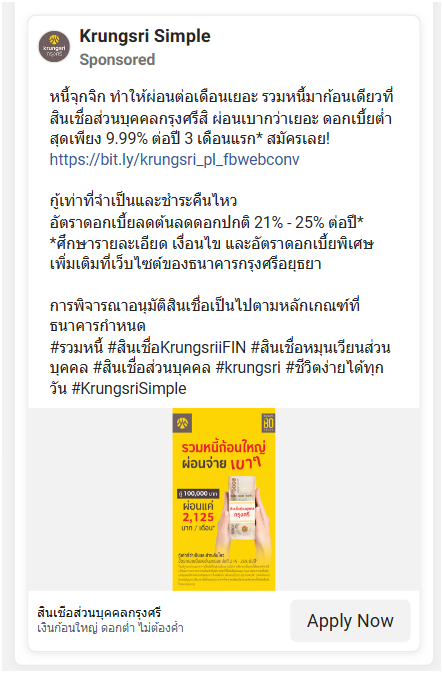 Krungsri Simple
Sponsored
krungsri
กรุงศรี
หนี้จุกจิก ทำให้ผ่อนต่อเดือนเยอะ รวมหนี้มาก้อนเดียวที่
สินเชื่อส่วนบุคคลกรุงศรีสิ ผ่อนเบากว่าเยอะ ดอกเบี้ยต่ำ
สุดเพียง 9.99% ต่อปี 3 เดือนแรก* สมัครเลย!
https://bit.ly/krungsri_pl_fbwebconv
กู้เท่าที่จำเป็นและชำระคืนไหว
อัตราดอกเบี้ยลดต้นลดดอกปกติ 21% - 25% ต่อปี*
*ศึกษารายละเอียด เงื่อนไข และอัตราดอกเบี้ยพิเศษ
เพิ่มเติมที่เว็บไซต์ของธนาคารกรุงศรีอยุธยา
การพิจารณาอนุมัติสินเชื่อเป็นไปตามหลักเกณฑ์ที่
ธนาคารกำหนด
#รวมหนี้ #สินเชื่อKrungsriiFIN #สินเชื่อหมุนเวียนส่วน
บุคคล #สินเชื่อส่วนบุคคล #krungsri #ชีวิตง่ายได้ทุก
วัน #KrungsriSimple
รวมหนี้ก้อนใหญ่
ผ่อนจ่าย เบาๆ
กู้ 100,000 บาท
ผ่อนแค่
2,125
บาท / เดือน*
สินเชื่อส่วนบุคคล
กรุงศรี
กู้เท่าที่จำเป็นและชำระคืนไหว
สินเชื่อส่วนบุคคลกรุงศรี
เงินก้อนใหญ่ ดอกต่ำ ไม่ต้องค้ำ
Apply Now